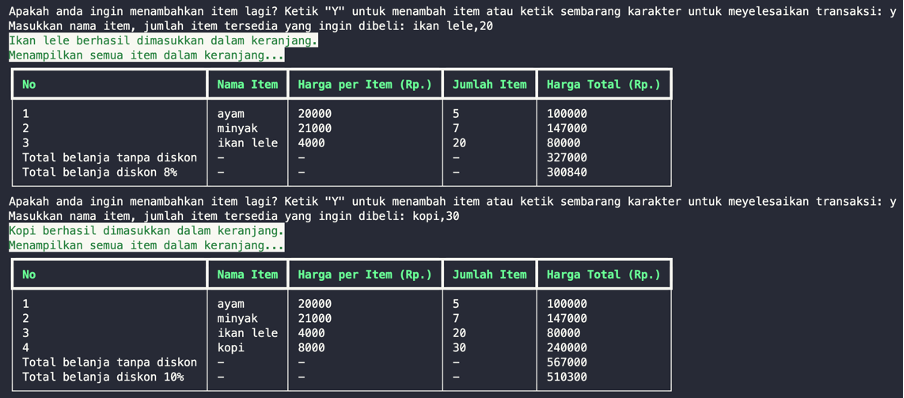 Apakah anda ingin menambahkan item lagi? Ketik "Y" untuk menambah item atau ketik sembarang karakter untuk meyelesaikan transaksi: y
Masukkan nama item, jumlah item tersedia yang ingin dibeli: ikan lele,20
Ikan lele berhasil dimasukkan dalam keranjang.
Menampilkan semua item dalam keranjang...
No Nama Item Harga per Item (Rp.) Jumlah Item Harga Total (Rp.)
1 ayam 20000 5 100000
2 minyak 21000 7 147000
3 ikan lele 4000 20 80000
Total belanja tanpa diskon - - - 327000
Total belanja diskon 8% - - - 300840
Apakah anda ingin menambahkan item lagi? Ketik "Y" untuk menambah item atau ketik sembarang karakter untuk meyelesaikan transaksi: y
Masukkan nama item, jumlah item tersedia yang ingin dibeli: kopi,30
Kopi berhasil dimasukkan dalam keranjang.
Menampilkan semua item dalam keranjang...
No Nama Item Harga per Item (Rp.) Jumlah Item Harga Total (Rp.)
1 ayam 20000 5 100000
2 minyak 21000 7 147000
3 ikan lele 4000 20 80000
4 kopi 8000 30 240000
Total belanja tanpa diskon - - - 567000
Total belanja diskon 10% - - - 510300